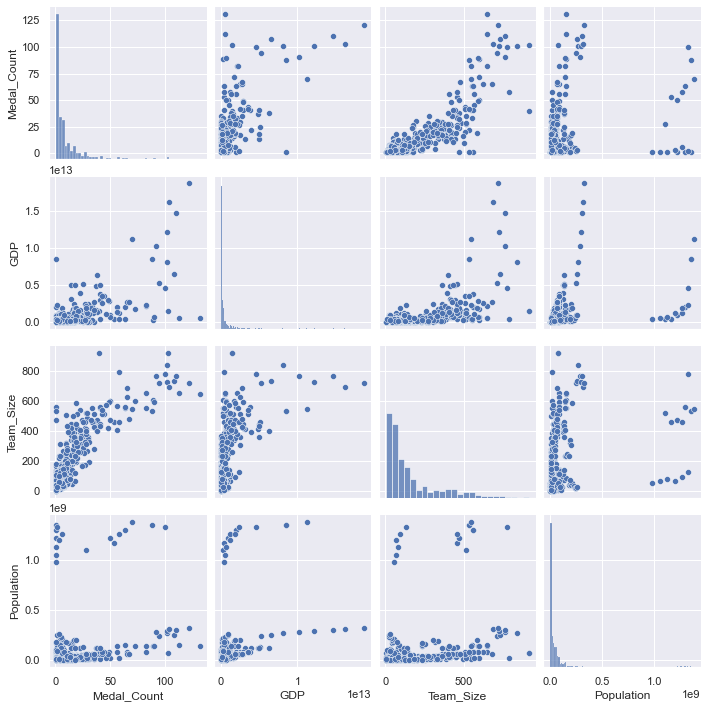 125
100
75
50
25
0
Medal_Count
1e13
1.5
1.0
0.5
0.0
GDP
800
600
400
200
0
Team_Size
1e9
1.0
0.5
0.0
Population
0 50 100
Medal_Count
0 1
1e13
GDP
0 500
Team_Size
0.0 0.5 1.0
1e9
Population